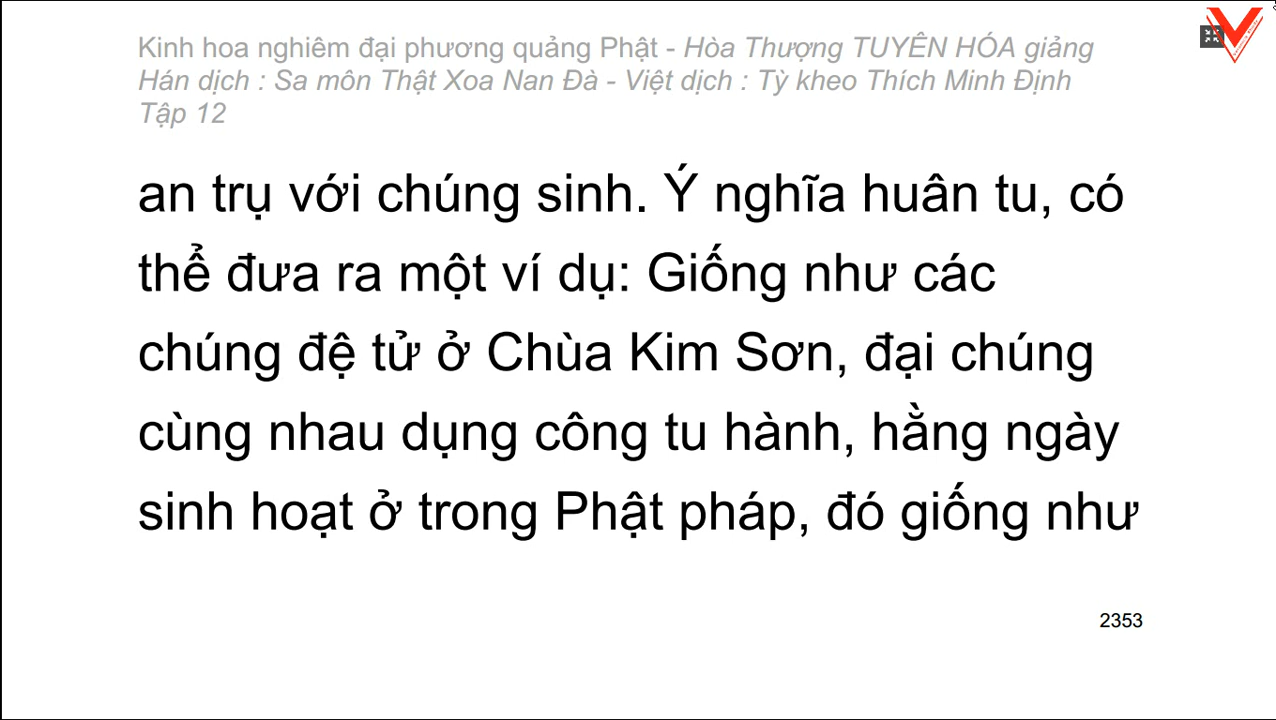 Kinh hoa nghiêm đại phương quảng Phật - Hòa Thượng TUYÊN HÓA giảng
Hán dịch : Sa môn Thật Xoa Nan Đà - Việt dịch : Tỳ kheo Thích Minh Định
Tập 12
an trụ với chúng sinh. Ý nghĩa huân tu, có
thể đưa ra một ví dụ: Giống như các
chúng đệ tử ở Chùa Kim Sơn, đại chúng
cùng nhau dụng công tu hành, hằng ngày
sinh hoạt ở trong Phật pháp, đó giống như
2353